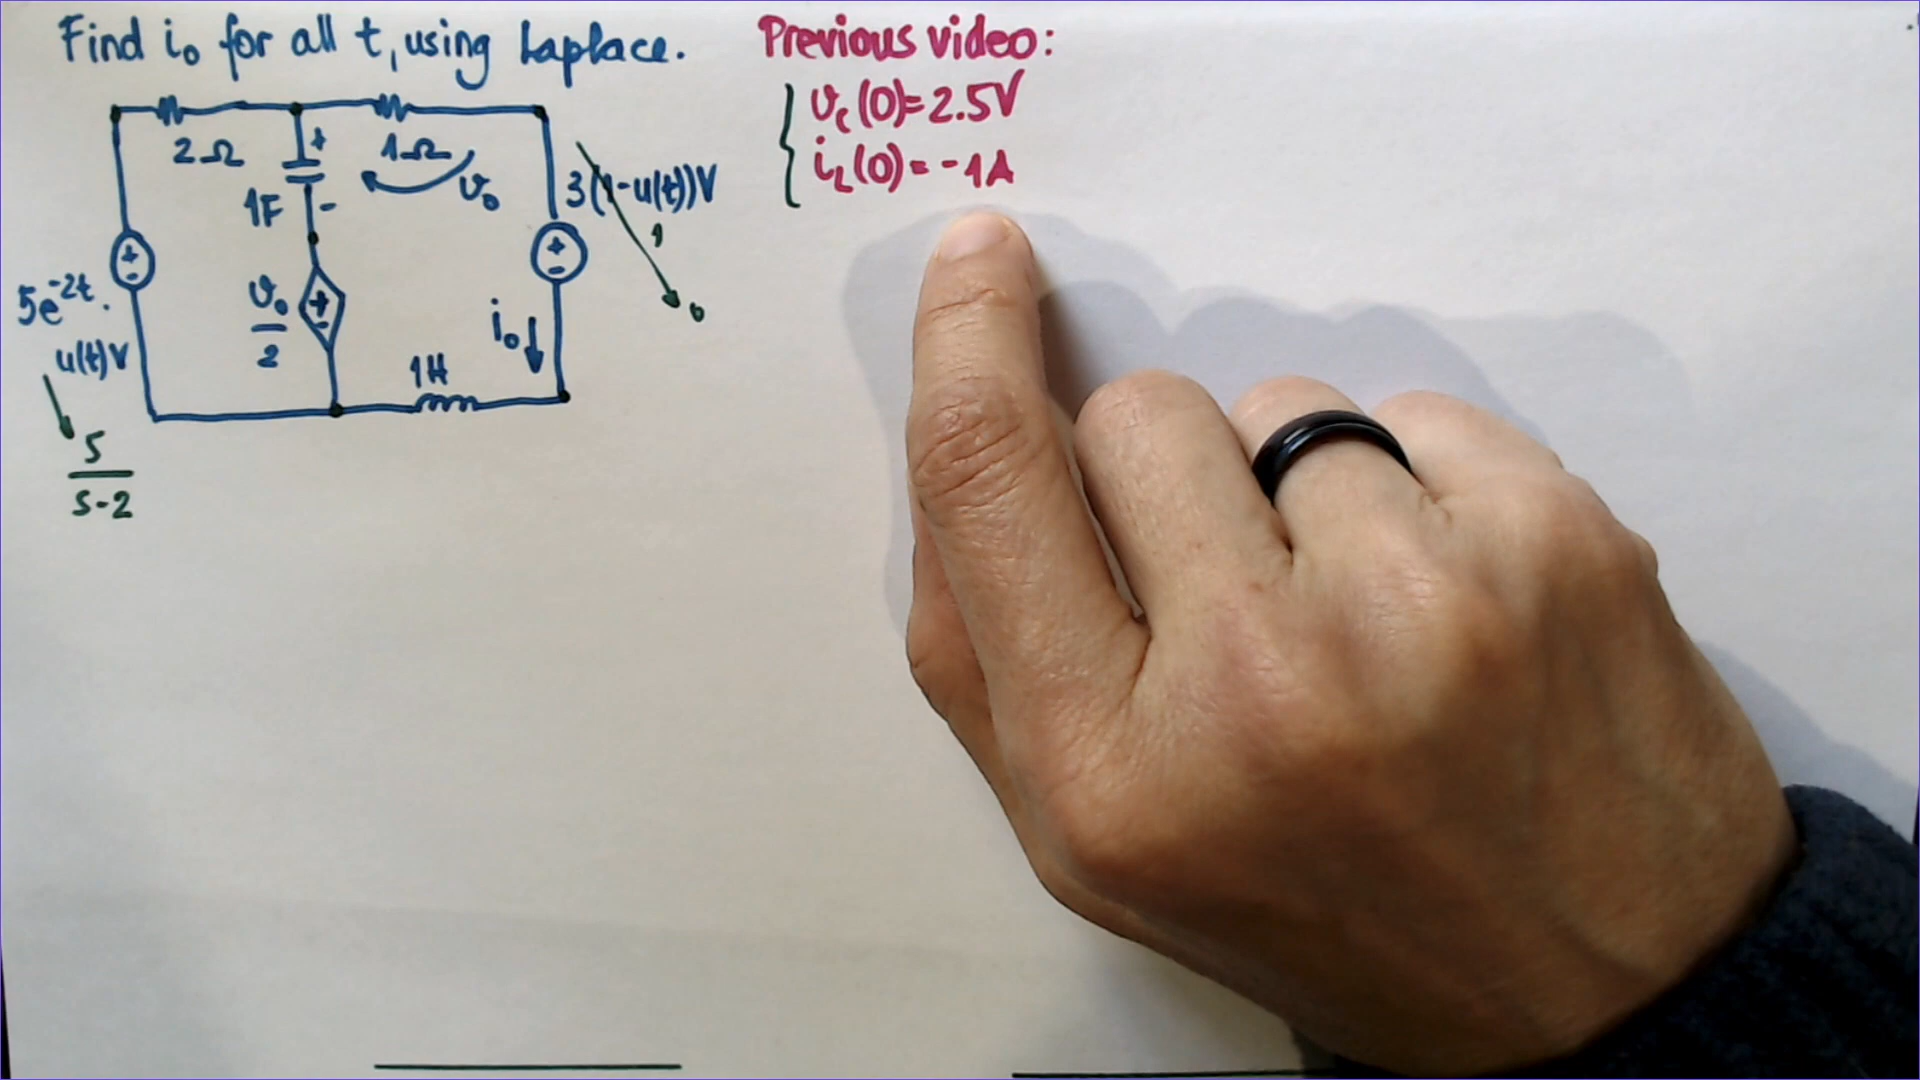 Find i₀ for all t, using Laplace.
Previous video:
v_c(0)=2.5V
i_L(0)=-1A
2Ω
1Ω
+
-
1F
v₀
3(1-u(t))V
1
0
+
-
+
-
5e^-2t.
u(t)V
v₀
2
+
-
i₀
1H
5
s-2